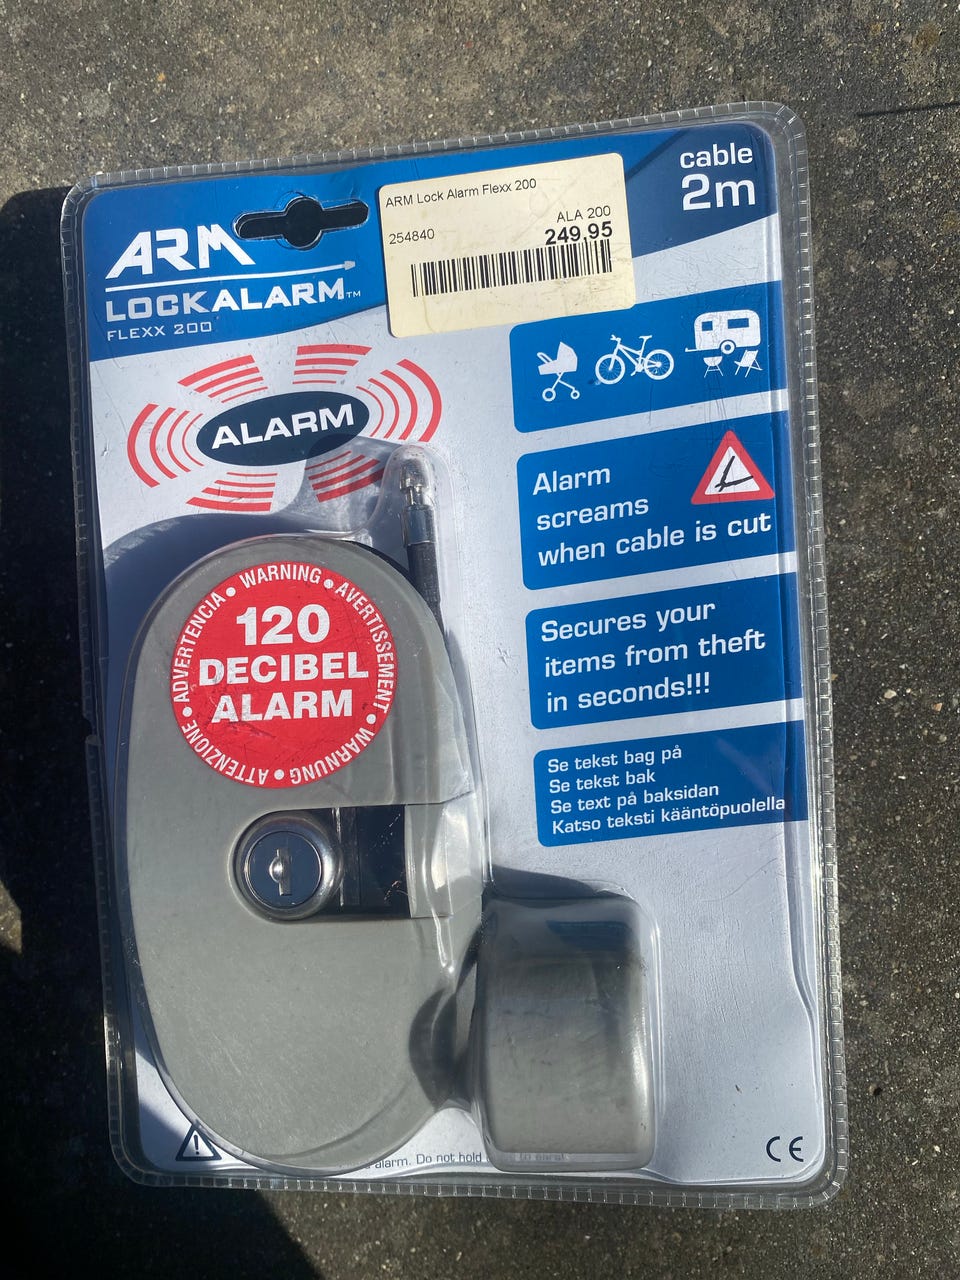 cable
2m
ARM Lock Alarm Flexx 200
ALA 200
254840
249,95
ARM
LOCKALARM™
FLEXX 200
ALARM
Alarm
screams
when cable is cut
Secures your
items from theft
in seconds!!!
Se tekst bag på
Se tekst bak
Se text på baksidan
Katso teksti kääntöpuolella
WARNING • AVERTISSEMENT • WARNUNG • ATTENZIONE • ADVERTENCIA •
120
DECIBEL
ALARM
alarm. Do not hold
CE